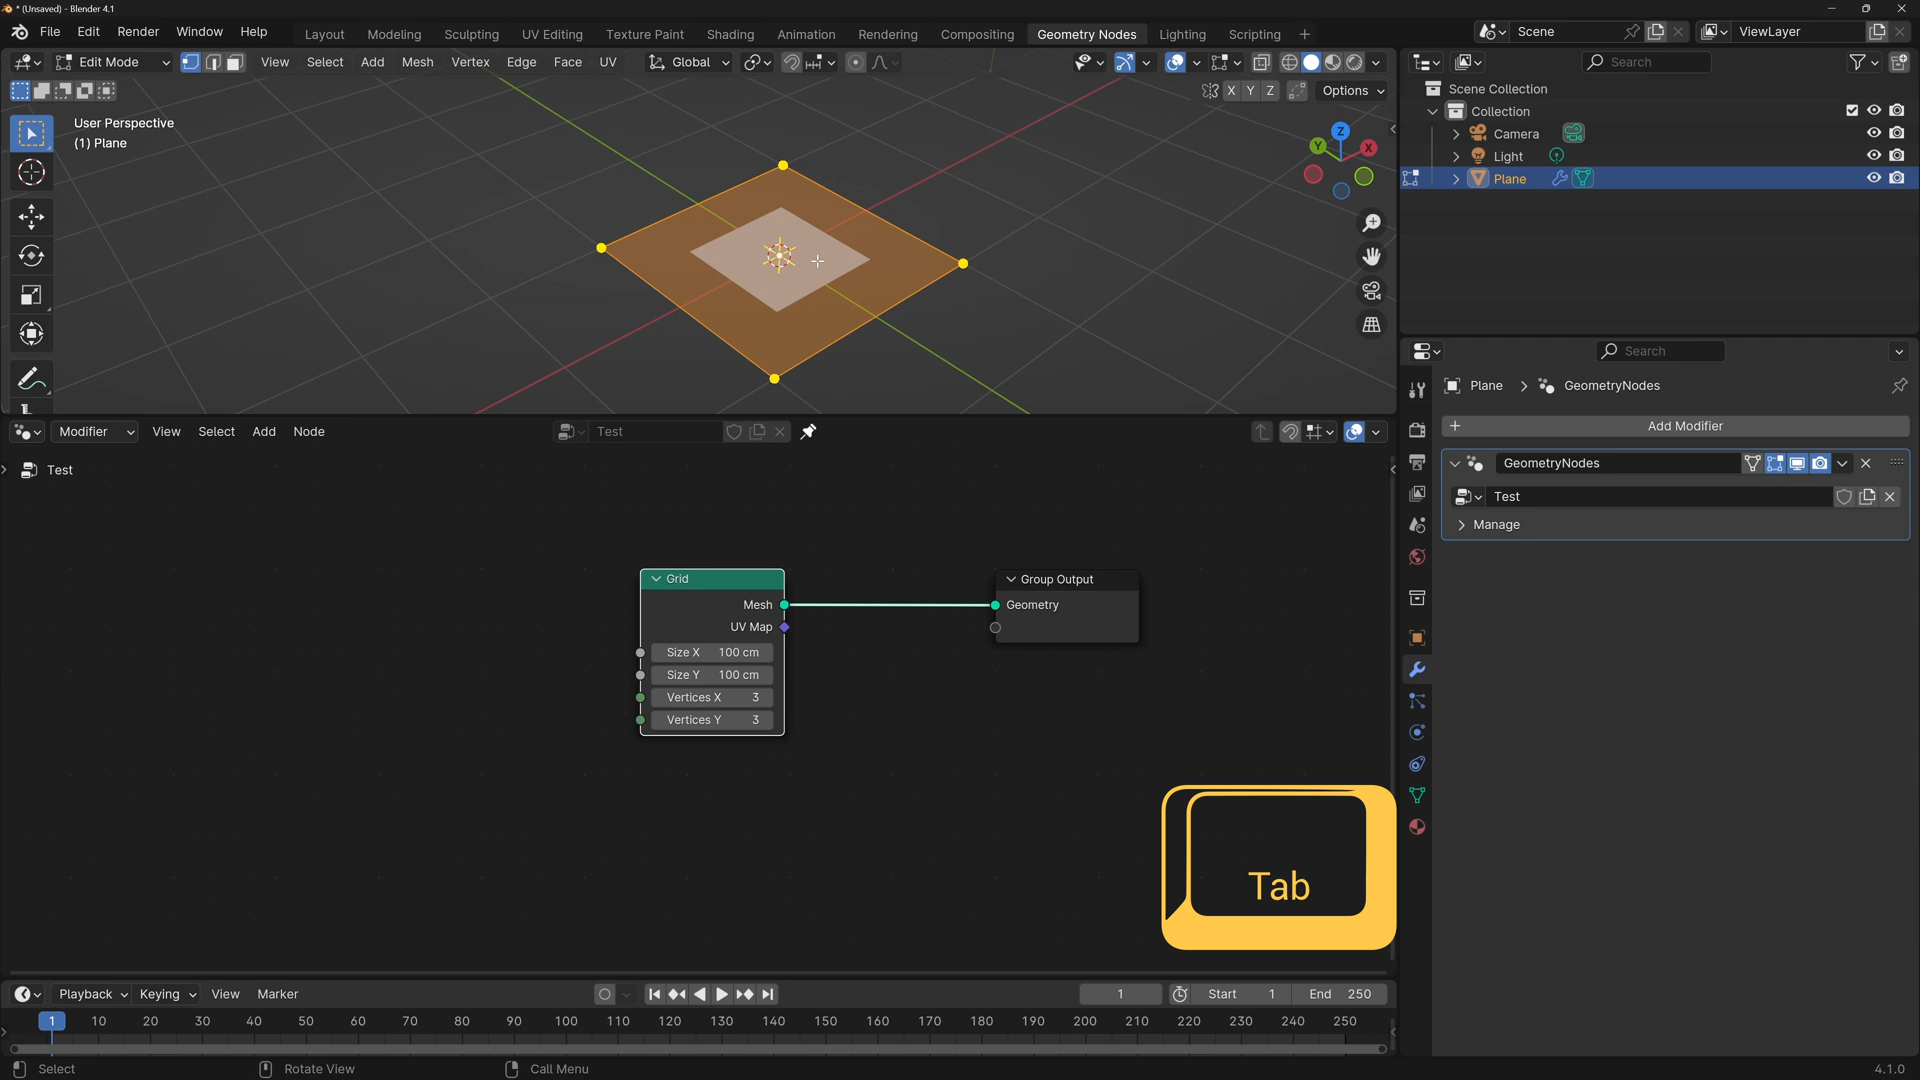 * (Unsaved) - Blender 4.1
File Edit Render Window Help
Layout Modeling Sculpting UV Editing Texture Paint Shading Animation Rendering Compositing Geometry Nodes Lighting Scripting +
Scene
ViewLayer
Edit Mode View Select Add Mesh Vertex Edge Face UV Global
Search
X Y Z Options
User Perspective
(1) Plane
Z
Y
X
Scene Collection
Collection
Camera
Light
Plane
Search
Plane > GeometryNodes
+ Add Modifier
GeometryNodes
Test
Manage
Modifier View Select Add Node Test
Test
Grid
Mesh
UV Map
Size X 100 cm
Size Y 100 cm
Vertices X 3
Vertices Y 3
Group Output
Geometry
Tab
Playback Keying View Marker
1 Start 1 End 250
1 10 20 30 40 50 60 70 80 90 100 110 120 130 140 150 160 170 180 190 200 210 220 230 240 250
Select Rotate View Call Menu
4.1.0